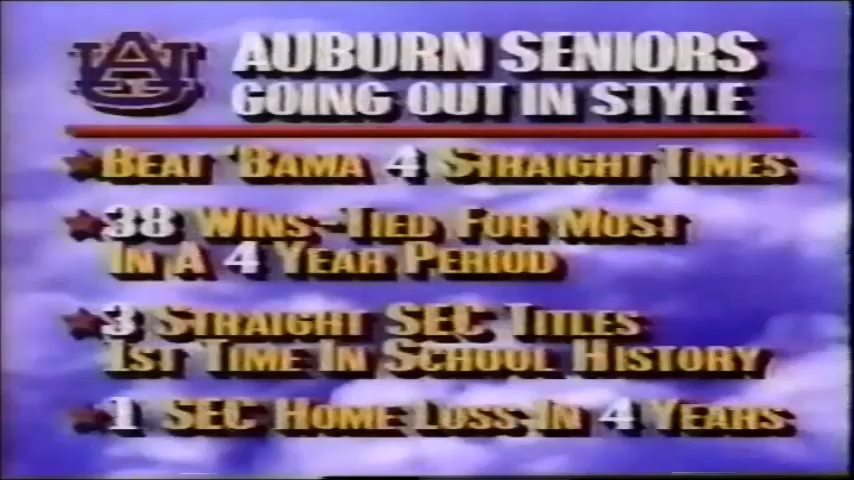 AU
AUBURN SENIORS
GOING OUT IN STYLE
BEAT 'BAMA 4 STRAIGHT TIMES
38 WINS-TIED FOR MOST
IN A 4 YEAR PERIOD
3 STRAIGHT SEC TITLES
1ST TIME IN SCHOOL HISTORY
1 SEC HOME LOSS IN 4 YEARS